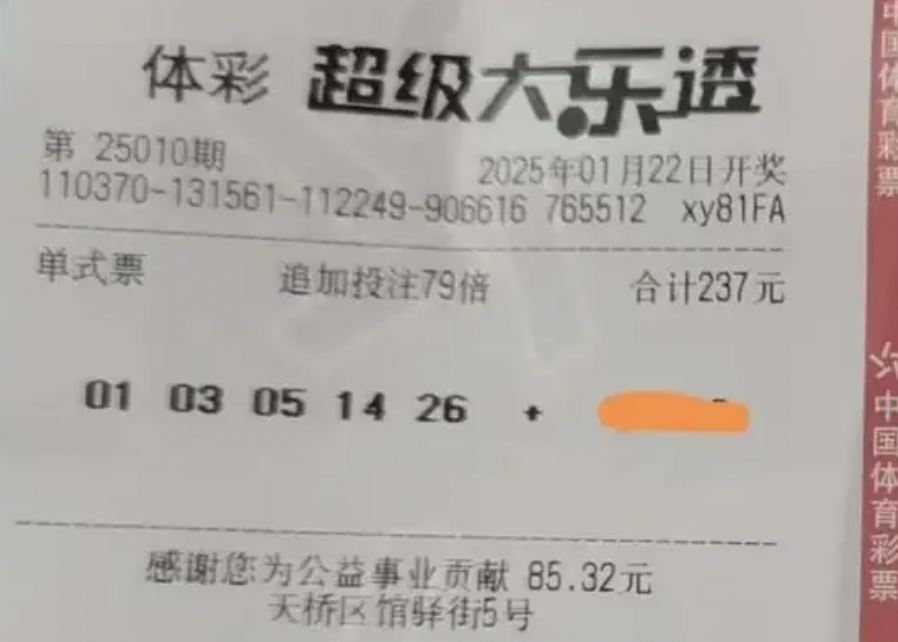 体彩 超级大乐透
第 25010期
2025年01月22日开奖
110370-131561-112249-906616 765512 xy81FA
单式票 追加投注79倍 合计237元
01 03 05 14 26 +
感谢您为公益事业贡献 85.32元
天桥区馆驿街5号
中国体育彩票
中国体育彩票